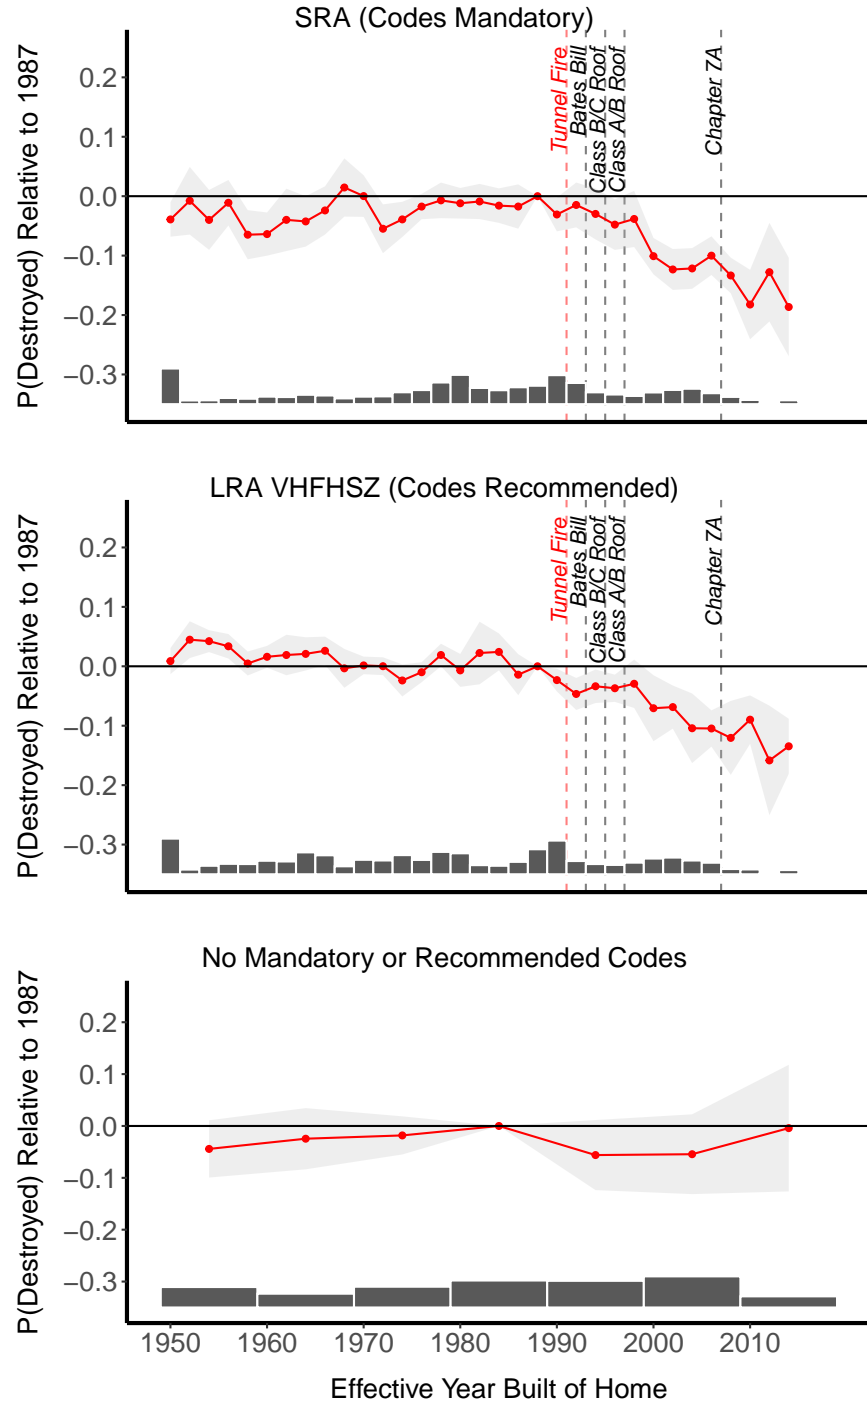 SRA (Codes Mandatory)
P(Destroyed) Relative to 1987
0.2
0.1
0.0
−0.1
−0.2
−0.3
Tunnel Fire
Bates Bill
Class B/C Roof
Class A/B Roof
Chapter 7A
LRA VHFHSZ (Codes Recommended)
P(Destroyed) Relative to 1987
0.2
0.1
0.0
−0.1
−0.2
−0.3
Tunnel Fire
Bates Bill
Class B/C Roof
Class A/B Roof
Chapter 7A
No Mandatory or Recommended Codes
P(Destroyed) Relative to 1987
0.2
0.1
0.0
−0.1
−0.2
−0.3
1950 1960 1970 1980 1990 2000 2010
Effective Year Built of Home